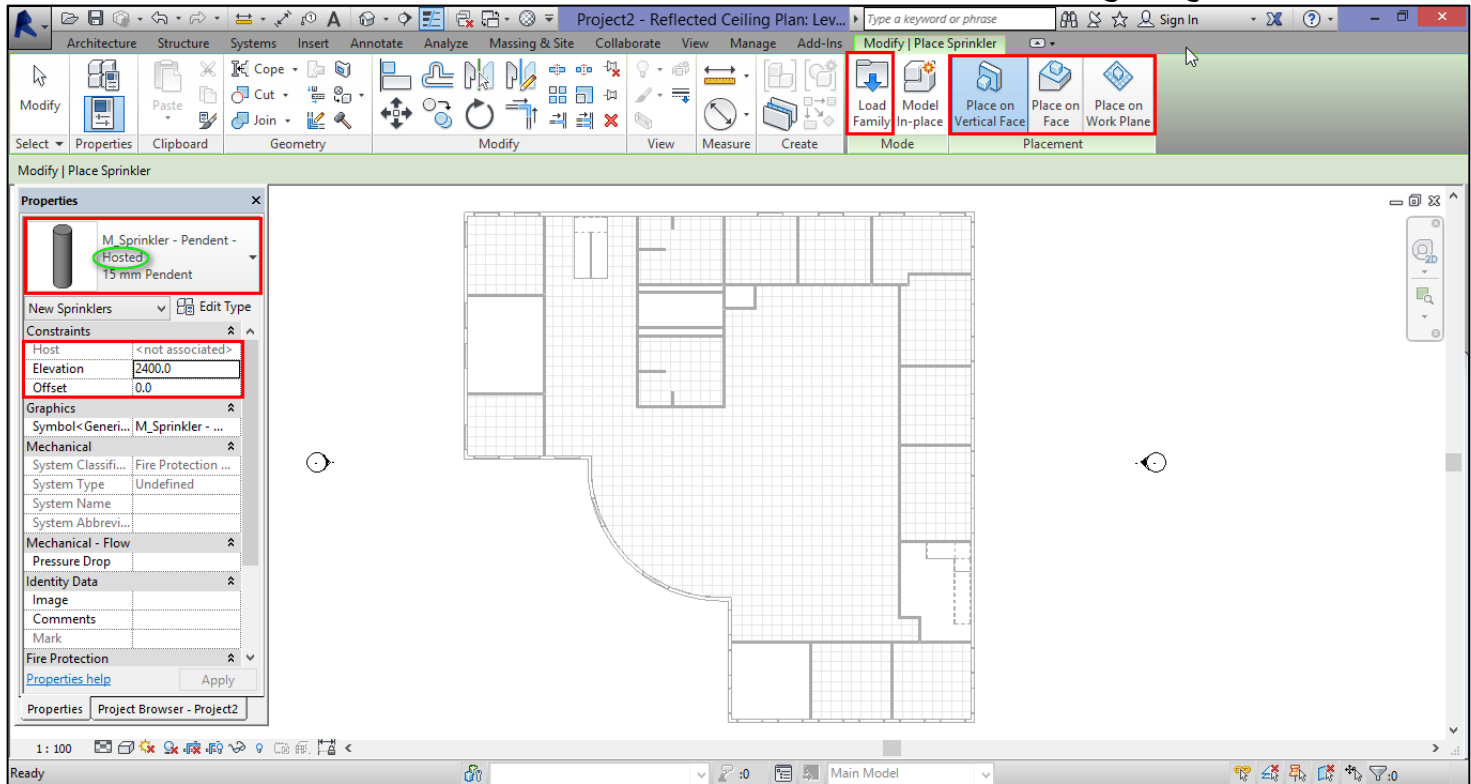 Project2 - Reflected Ceiling Plan: Lev...
Type a keyword or phrase
Sign In
Architecture Structure Systems Insert Annotate Analyze Massing & Site Collaborate View Manage Add-Ins Modify | Place Sprinkler
Modify
Paste
Cope
Cut
Join
Load Family
Model In-place
Place on Vertical Face
Place on Face
Place on Work Plane
Select Properties Clipboard Geometry Modify View Measure Create Mode Placement
Modify | Place Sprinkler
Properties
M_Sprinkler - Pendent -
Hosted
15 mm Pendent
New Sprinklers Edit Type
Constraints
Host <not associated>
Elevation 2400.0
Offset 0.0
Graphics
Symbol<Generi... M_Sprinkler - ...
Mechanical
System Classifi... Fire Protection ...
System Type Undefined
System Name
System Abbrevi...
Mechanical - Flow
Pressure Drop
Identity Data
Image
Comments
Mark
Fire Protection
Properties help Apply
Properties Project Browser - Project2
2D
1 : 100
Ready :0 Main Model :0